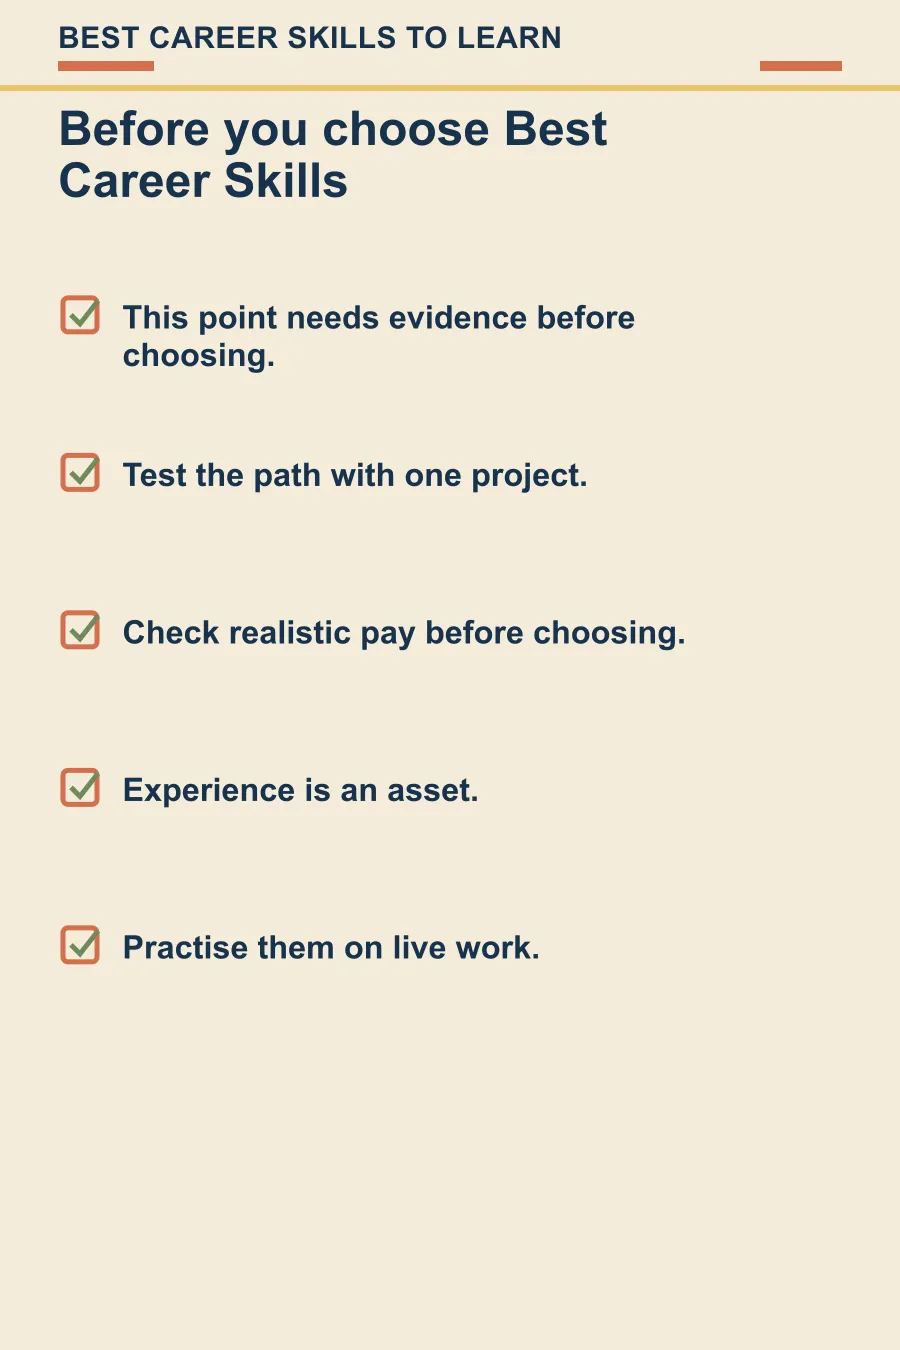 BEST CAREER SKILLS TO LEARN
Before you choose Best
Career Skills
This point needs evidence before
choosing.
Test the path with one project.
Check realistic pay before choosing.
Experience is an asset.
Practise them on live work.